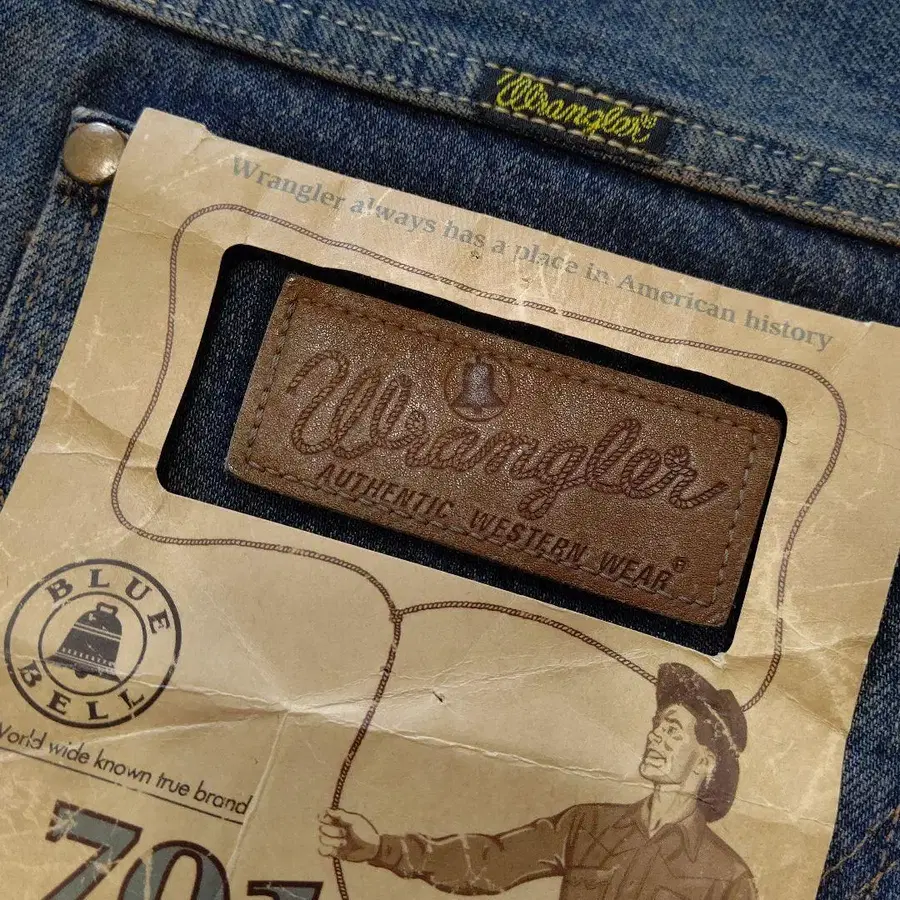 Wrangler
Wrangler always has a place in American history
Wrangler
AUTHENTIC WESTERN WEAR®
BLUE
BELL
World wide known true brand